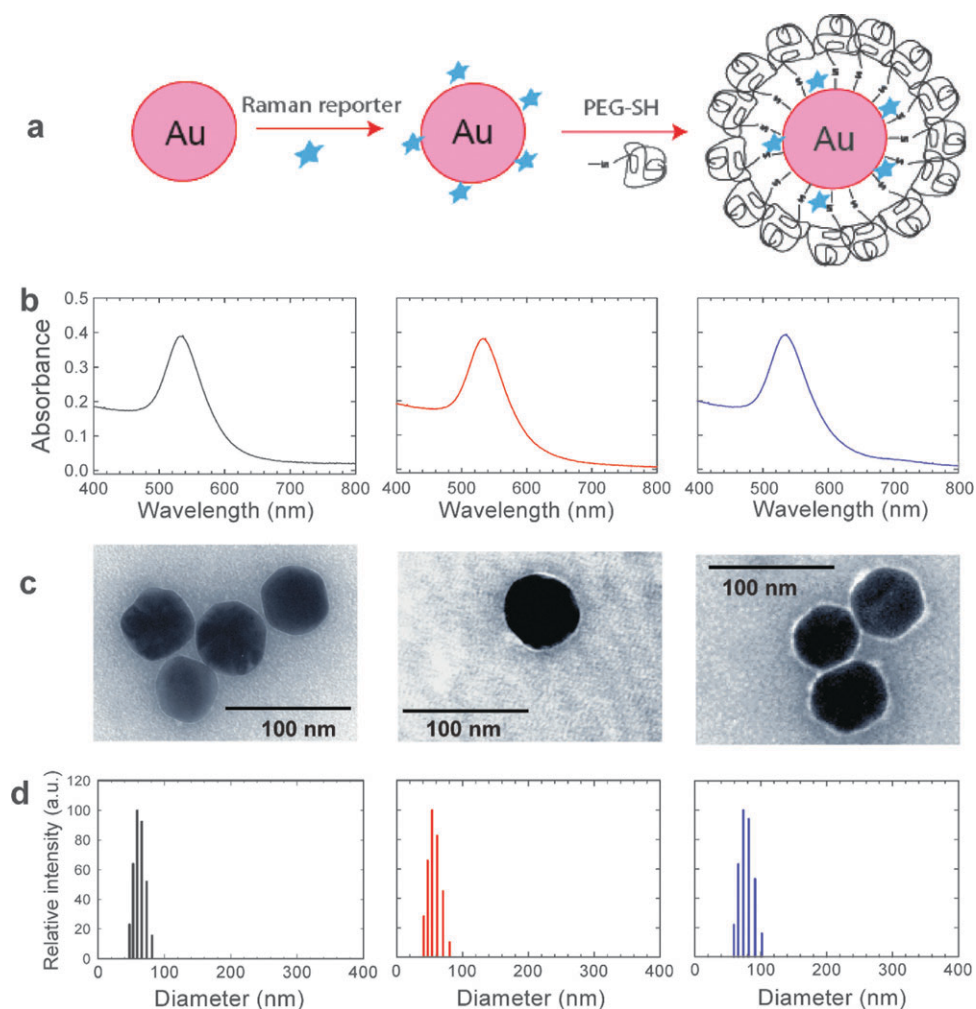 a
Au
Raman reporter
Au
PEG-SH
S
Au
S S S S S S S S S S S S S S
b
Absorbance
0.5
0.4
0.3
0.2
0.1
0.0
400 500 600 700 800
400 500 600 700 800
400 500 600 700 800
Wavelength (nm)
Wavelength (nm)
Wavelength (nm)
c
100 nm
100 nm
100 nm
d
Relative intensity (a.u.)
120
100
80
60
40
20
0
0 100 200 300 400
0 100 200 300 400
0 100 200 300 400
Diameter (nm)
Diameter (nm)
Diameter (nm)